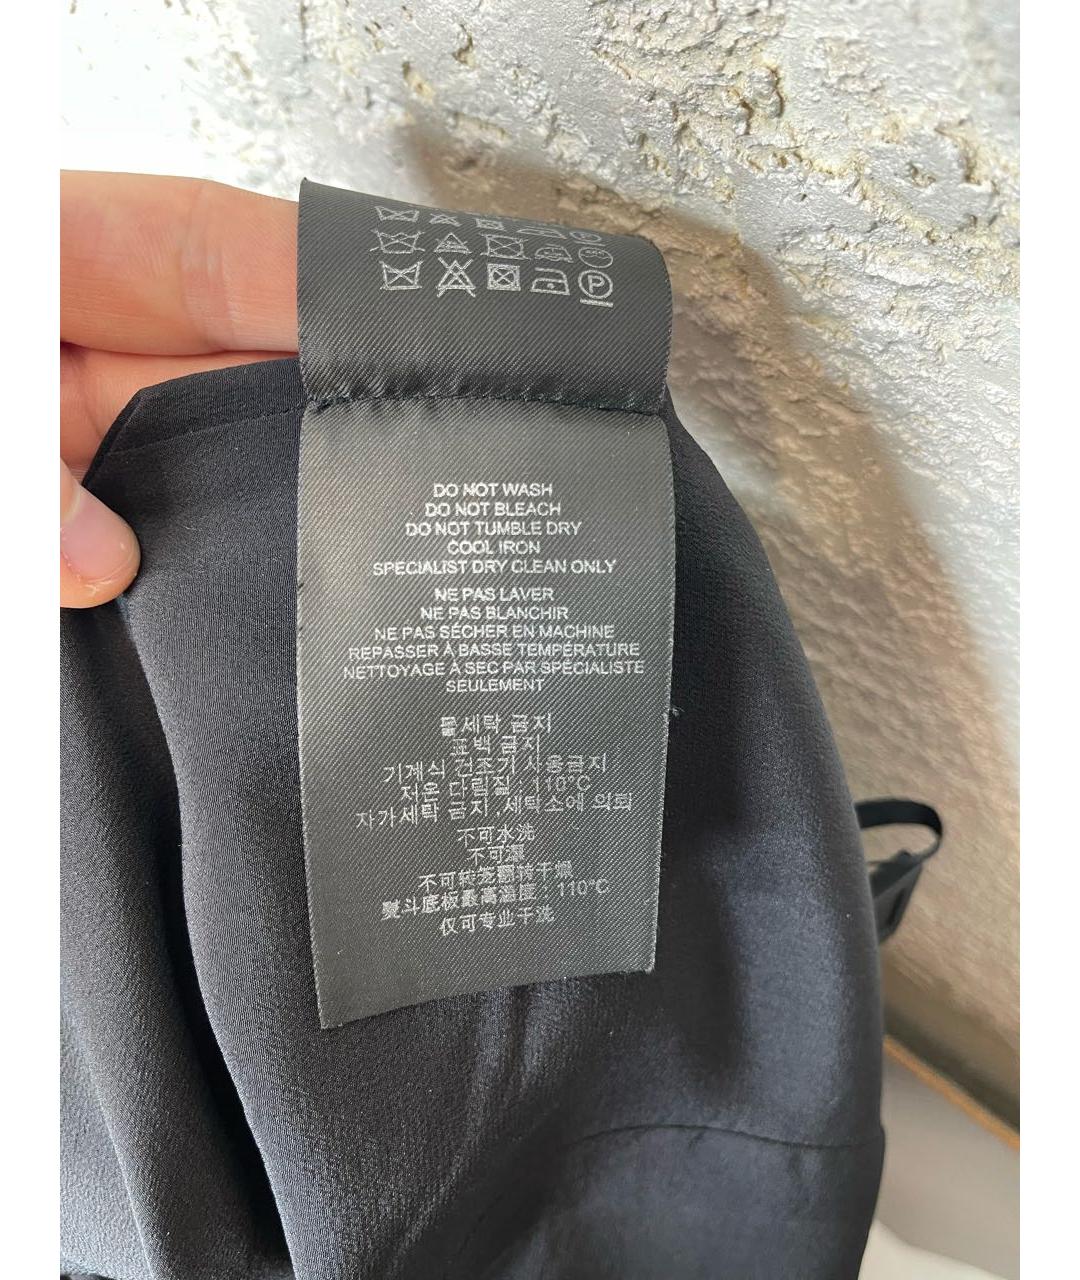 DO NOT WASH
DO NOT BLEACH
DO NOT TUMBLE DRY
COOL IRON
SPECIALIST DRY CLEAN ONLY
NE PAS LAVER
NE PAS BLANCHIR
NE PAS SÉCHER EN MACHINE
REPASSER À BASSE TEMPÉRATURE
NETTOYAGE À SEC PAR SPÉCIALISTE
SEULEMENT
물세탁 금지
표백 금지
기계식 건조기 사용금지
저온 다림질 : 110°C
자가세탁 금지,세탁소에 의뢰
不可水洗
不可漂
不可转笼翻转干燥
熨斗底板最高温度 : 110°C
仅可专业干洗